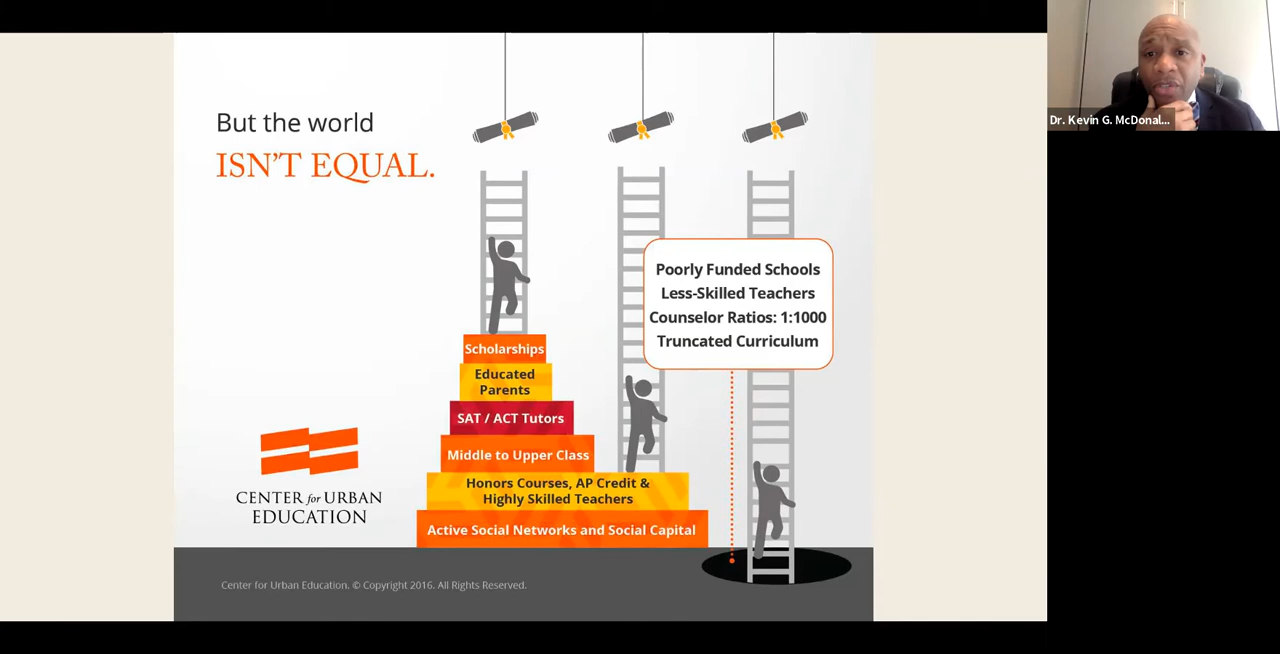 But the world
ISN'T EQUAL.
Poorly Funded Schools
Less-Skilled Teachers
Counselor Ratios: 1:1000
Truncated Curriculum
Scholarships
Educated
Parents
SAT / ACT Tutors
Middle to Upper Class
Honors Courses, AP Credit &
Highly Skilled Teachers
Active Social Networks and Social Capital
CENTER for URBAN
EDUCATION
Center for Urban Education. © Copyright 2016. All Rights Reserved.
Dr. Kevin G. McDonal...